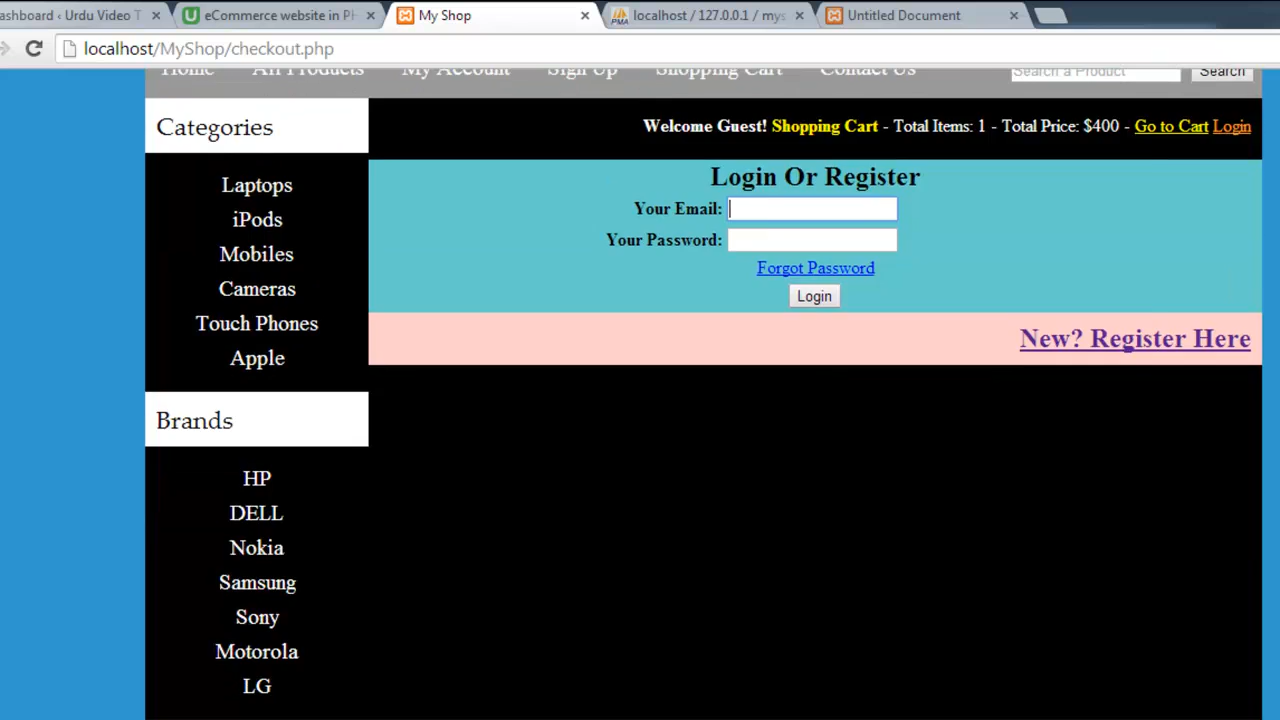 ashboard ‹ Urdu Video T
eCommerce website in PH
My Shop
localhost / 127.0.0.1 / mys
Untitled Document
localhost/MyShop/checkout.php
Home All Products My Account Sign Up Shopping Cart Contact Us Search a Product Search
Categories
Welcome Guest! Shopping Cart - Total Items: 1 - Total Price: $400 - Go to Cart Login
Laptops
iPods
Mobiles
Cameras
Touch Phones
Apple
Login Or Register
Your Email:
Your Password:
Forgot Password
Login
New? Register Here
Brands
HP
DELL
Nokia
Samsung
Sony
Motorola
LG